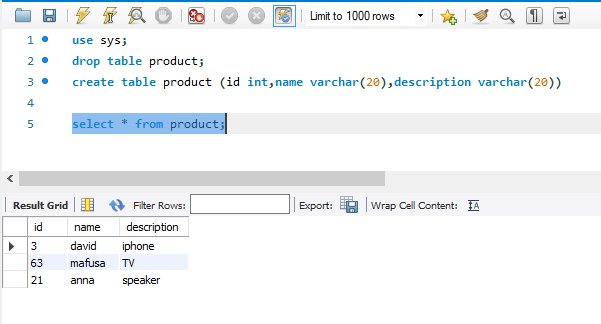 Limit to 1000 rows
1 use sys;
2 drop table product;
3 create table product (id int,name varchar(20),description varchar(20))
4
5 select * from product;
Result Grid Filter Rows: Export: Wrap Cell Content: IA
id name description
3 david iphone
63 mafusa TV
21 anna speaker